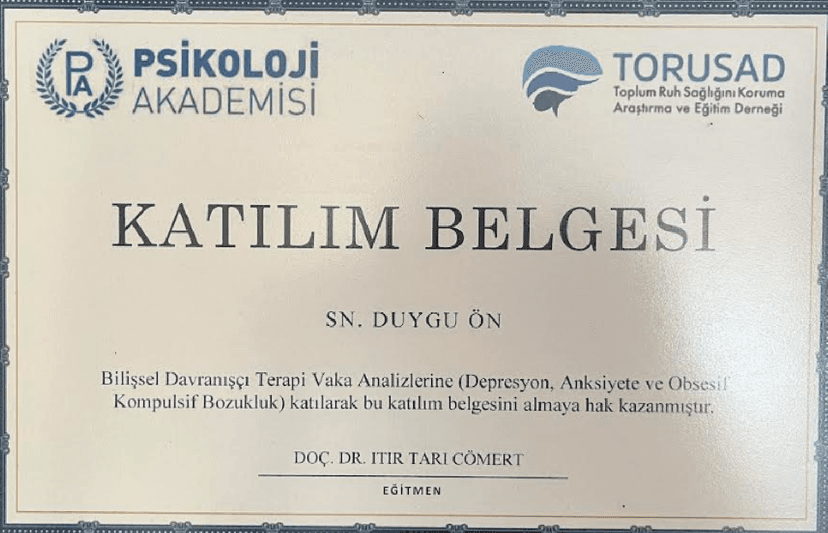 PA
PSİKOLOJİ
AKADEMİSİ
TORUSAD
Toplum Ruh Sağlığını Koruma
Araştırma ve Eğitim Derneği
KATILIM BELGESİ
SN. DUYGU ÖN
Bilişsel Davranışçı Terapi Vaka Analizlerine (Depresyon, Anksiyete ve Obsesif
Kompulsif Bozukluk) katılarak bu katılım belgesini almaya hak kazanmıştır.
DOÇ. DR. ITIR TARI CÖMERT
EĞİTMEN